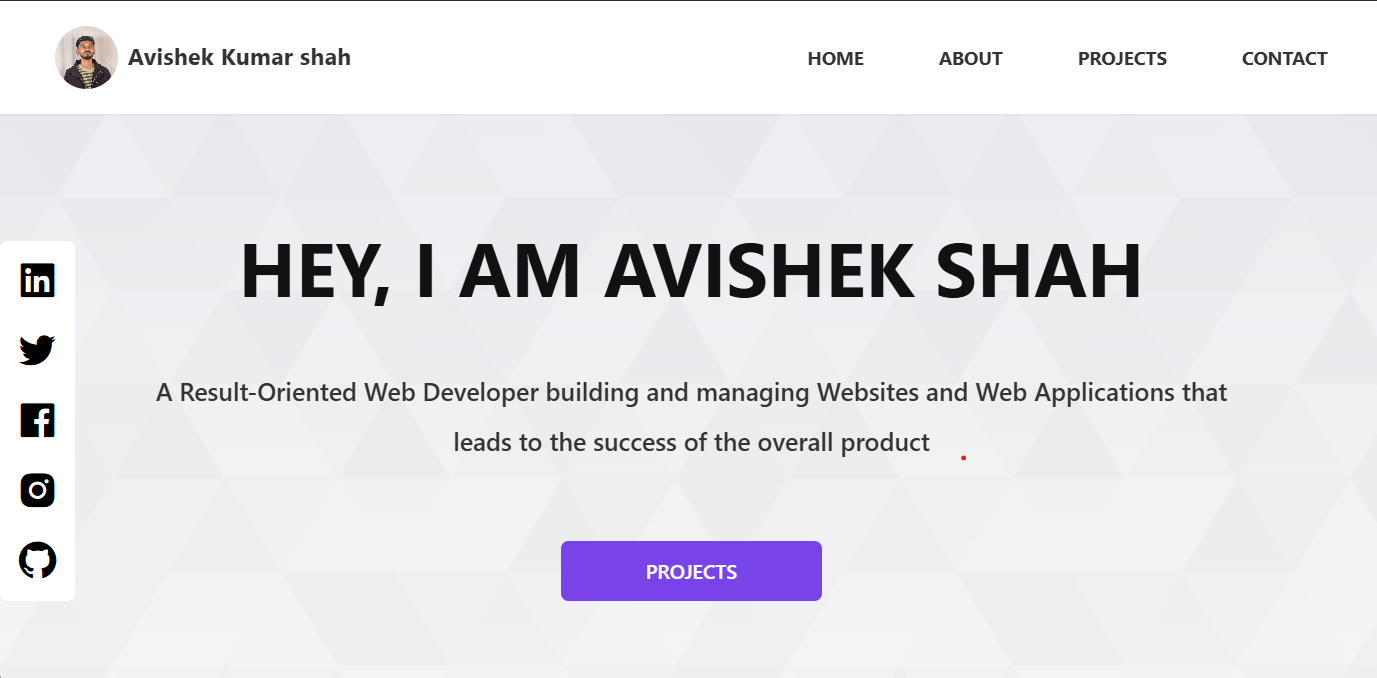 Avishek Kumar shah
HOME
ABOUT
PROJECTS
CONTACT
HEY, I AM AVISHEK SHAH
in
A Result-Oriented Web Developer building and managing Websites and Web Applications that
leads to the success of the overall product
PROJECTS